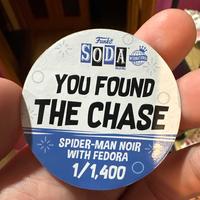 Funko
SODA
YOU FOUND
THE CHASE
SPIDER-MAN NOIR
WITH FEDORA
1/1,400